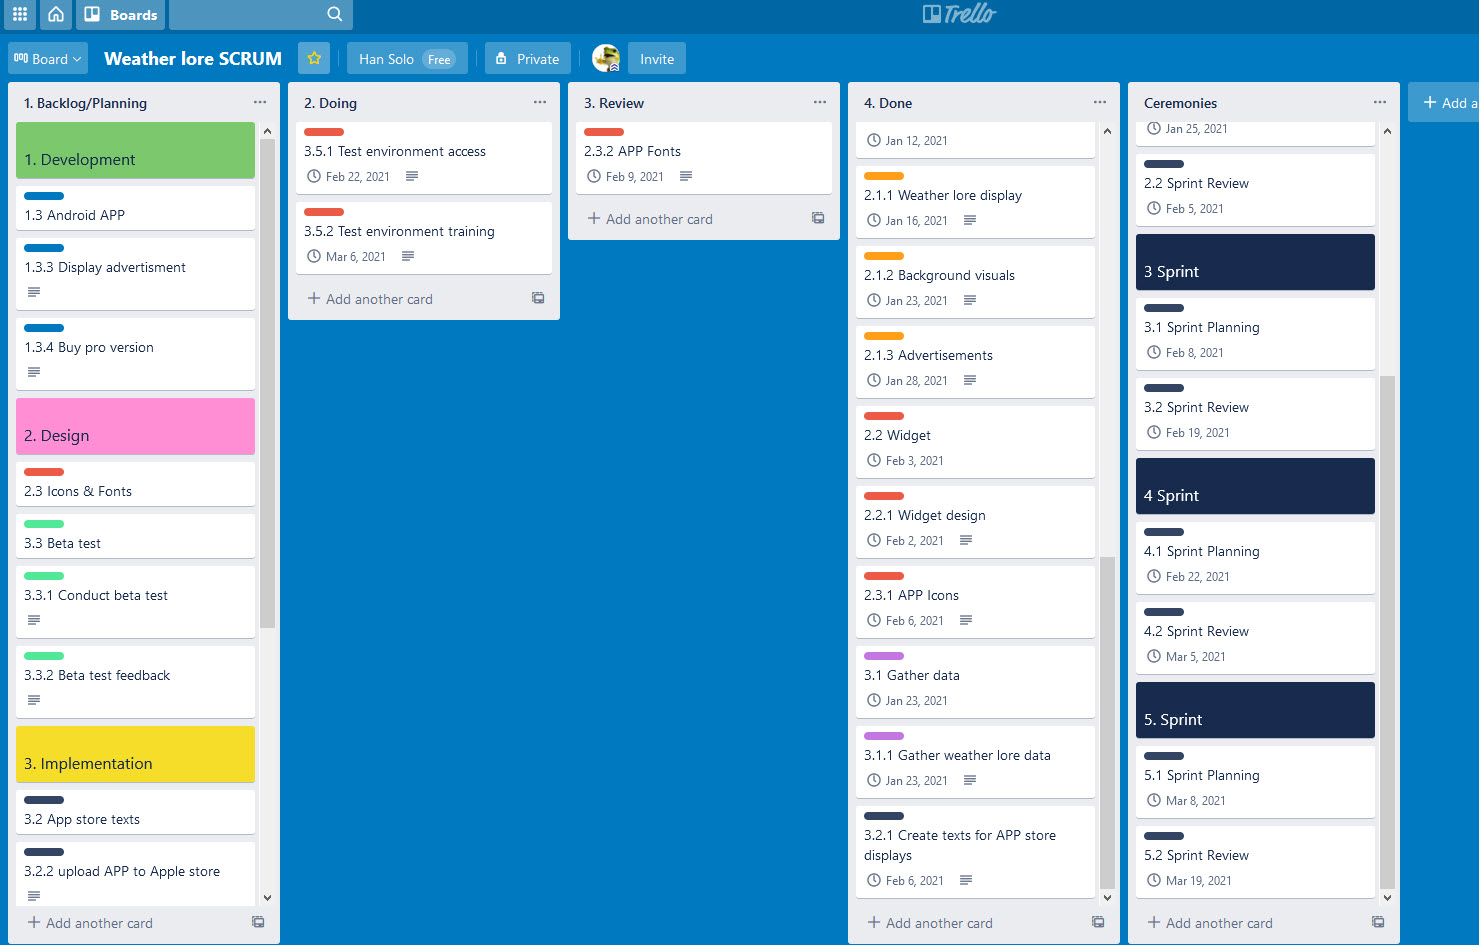 Boards
Trello
Board
Weather lore SCRUM
Han Solo
Free
Private
Invite
1. Backlog/Planning
1. Development
1.3 Android APP
1.3.3 Display advertisment
1.3.4 Buy pro version
2. Design
2.3 Icons & Fonts
3.3 Beta test
3.3.1 Conduct beta test
3.3.2 Beta test feedback
3. Implementation
3.2 App store texts
3.2.2 upload APP to Apple store
+ Add another card
2. Doing
3.5.1 Test environment access
Feb 22, 2021
3.5.2 Test environment training
Mar 6, 2021
+ Add another card
3. Review
2.3.2 APP Fonts
Feb 9, 2021
+ Add another card
4. Done
Jan 12, 2021
2.1.1 Weather lore display
Jan 16, 2021
2.1.2 Background visuals
Jan 23, 2021
2.1.3 Advertisements
Jan 28, 2021
2.2 Widget
Feb 3, 2021
2.2.1 Widget design
Feb 2, 2021
2.3.1 APP Icons
Feb 6, 2021
3.1 Gather data
Jan 23, 2021
3.1.1 Gather weather lore data
Jan 23, 2021
3.2.1 Create texts for APP store
displays
Feb 6, 2021
+ Add another card
Ceremonies
Jan 25, 2021
2.2 Sprint Review
Feb 5, 2021
3 Sprint
3.1 Sprint Planning
Feb 8, 2021
3.2 Sprint Review
Feb 19, 2021
4 Sprint
4.1 Sprint Planning
Feb 22, 2021
4.2 Sprint Review
Mar 5, 2021
5. Sprint
5.1 Sprint Planning
Mar 8, 2021
5.2 Sprint Review
Mar 19, 2021
+ Add another card
+ Add a